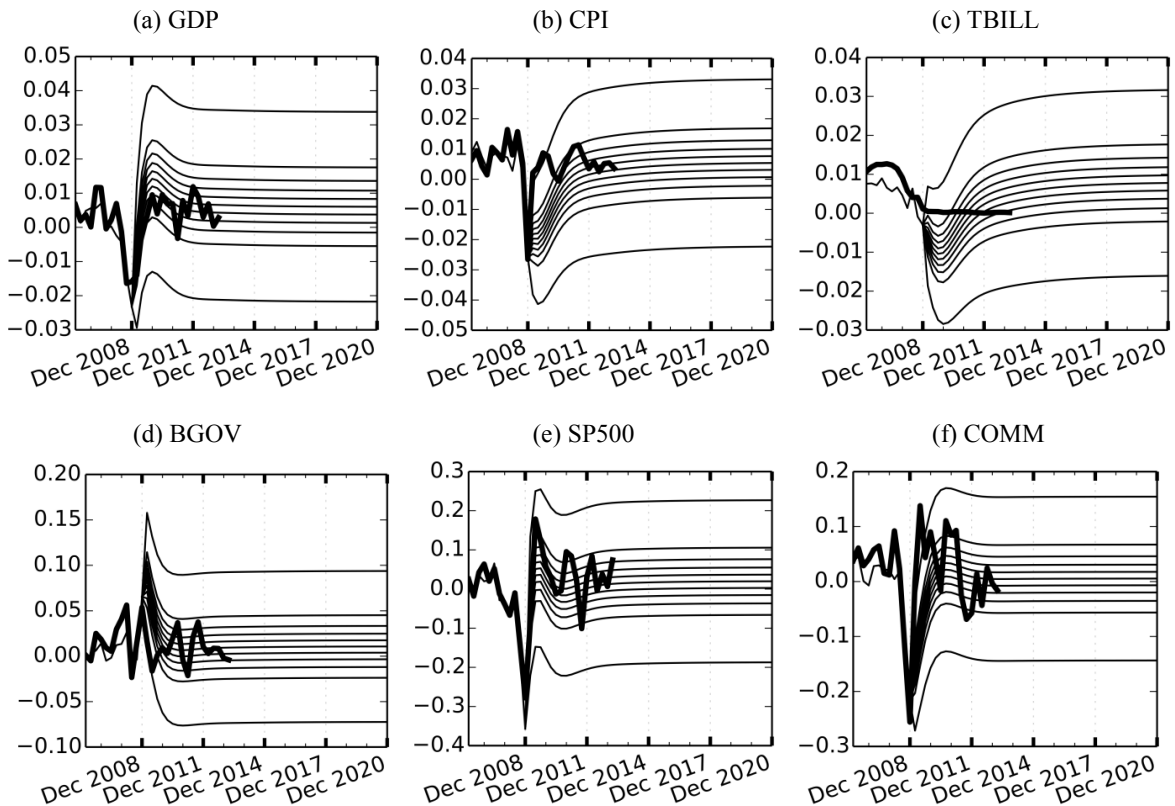 (a) GDP
(b) CPI
(c) TBILL
0.05
0.04
0.03
0.02
0.01
0.00
−0.01
−0.02
−0.03
Dec 2008
Dec 2011
Dec 2014
Dec 2017
Dec 2020
0.04
0.03
0.02
0.01
0.00
−0.01
−0.02
−0.03
−0.04
−0.05
Dec 2008
Dec 2011
Dec 2014
Dec 2017
Dec 2020
0.04
0.03
0.02
0.01
0.00
−0.01
−0.02
−0.03
Dec 2008
Dec 2011
Dec 2014
Dec 2017
Dec 2020
(d) BGOV
(e) SP500
(f) COMM
0.20
0.15
0.10
0.05
0.00
−0.05
−0.10
Dec 2008
Dec 2011
Dec 2014
Dec 2017
Dec 2020
0.3
0.2
0.1
0.0
−0.1
−0.2
−0.3
−0.4
Dec 2008
Dec 2011
Dec 2014
Dec 2017
Dec 2020
0.2
0.1
0.0
−0.1
−0.2
−0.3
Dec 2008
Dec 2011
Dec 2014
Dec 2017
Dec 2020